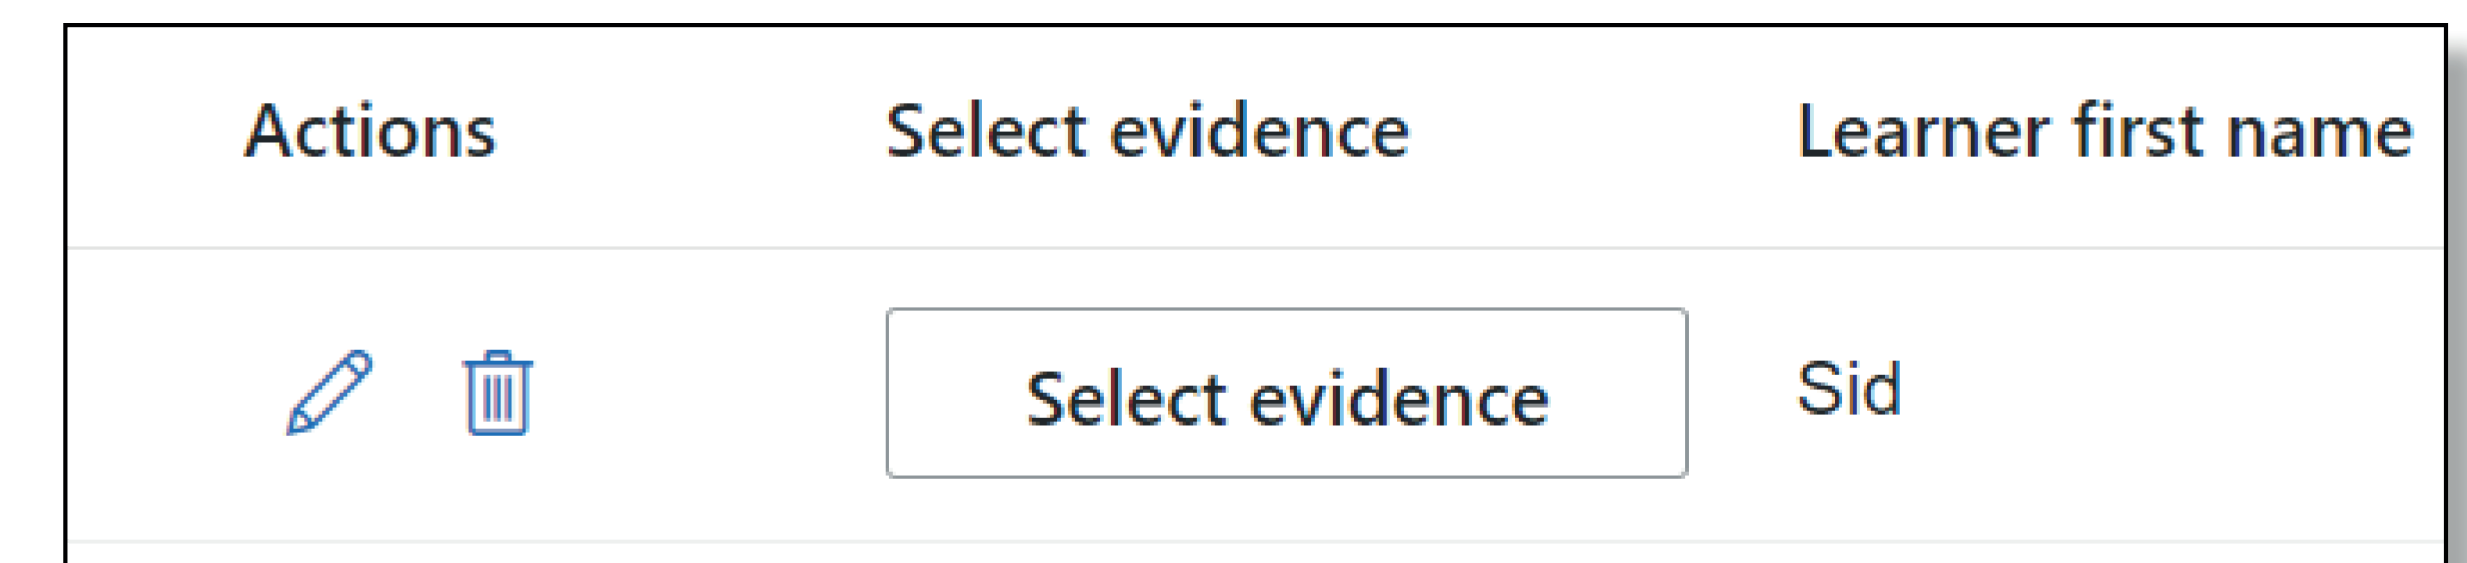 Actions Select evidence Learner first name
Select evidence Sid